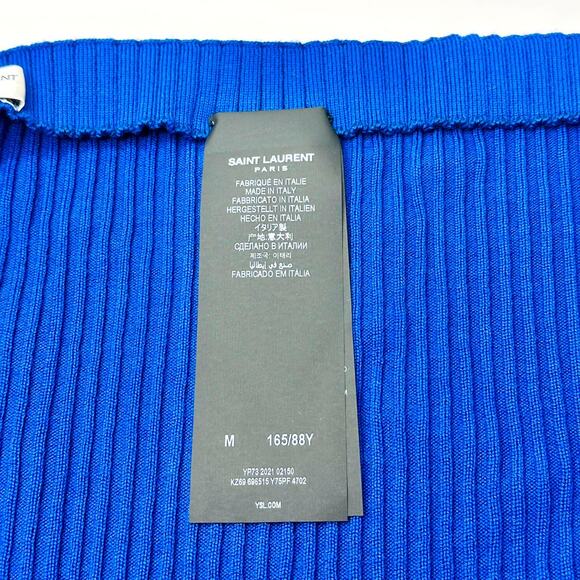 NT
SAINT LAURENT
PARIS
FABRIQUÉ EN ITALIE
MADE IN ITALY
FABBRICATO IN ITALIA
HERGESTELLT IN ITALIEN
HECHO EN ITALIA
イタリア製
产地:意大利
СДЕЛАНО В ИТАЛИИ
제조국: 이태리
صنع في إيطاليا
FABRICADO EM ITÁLIA
M 165/88Y
YP73 2021 02150
KZ69 696515 Y75PF 4702
YSL.COM